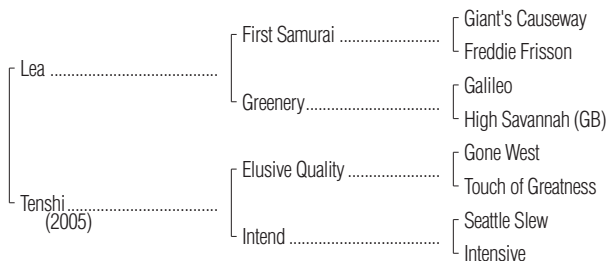 Giant's Causeway
First Samurai
Freddie Frisson
Lea
Galileo
Greenery
High Savannah (GB)
Gone West
Elusive Quality
Touch of Greatness
Tenshi
(2005)
Seattle Slew
Intend
Intensive